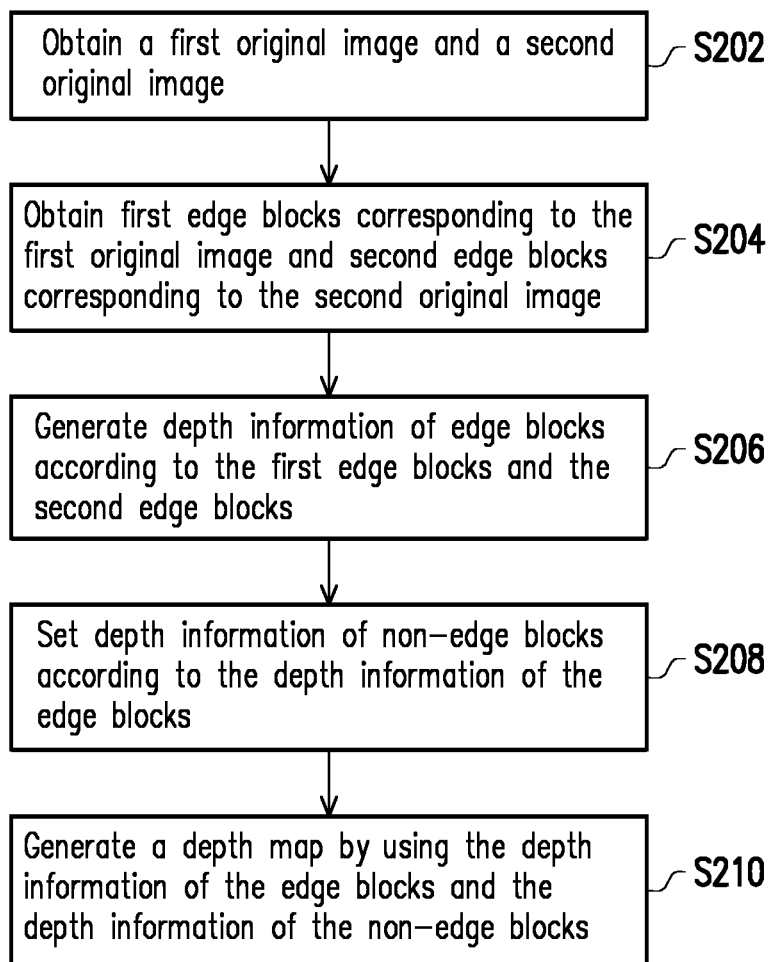 Obtain a first original image and a second
original image
S202
Obtain first edge blocks corresponding to the
first original image and second edge blocks
corresponding to the second original image
S204
Generate depth information of edge blocks
according to the first edge blocks and the
second edge blocks
S206
Set depth information of non-edge blocks
according to the depth information of the
edge blocks
S208
Generate a depth map by using the depth
information of the edge blocks and the
depth information of the non-edge blocks
S210